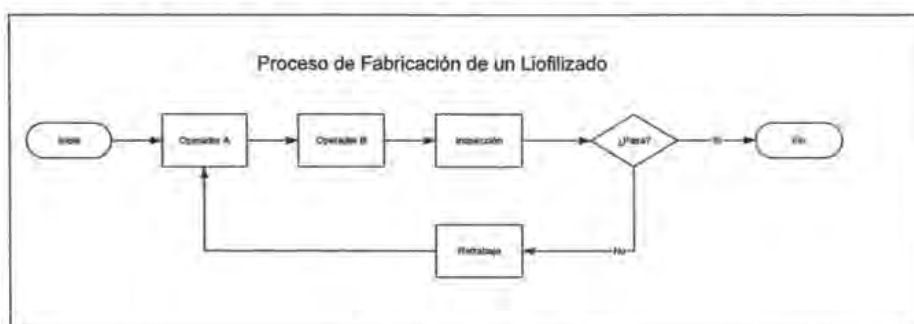 Proceso de Fabricación de un Liofilizado
Inicio
Operador A
Operador B
Inspección
¿Pasa?
Si
Fin
Retrabajo
No